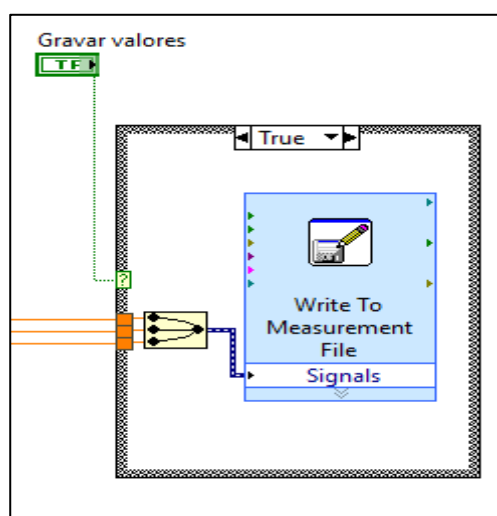 Gravar valores
TF
True
?
Write To
Measurement
File
Signals